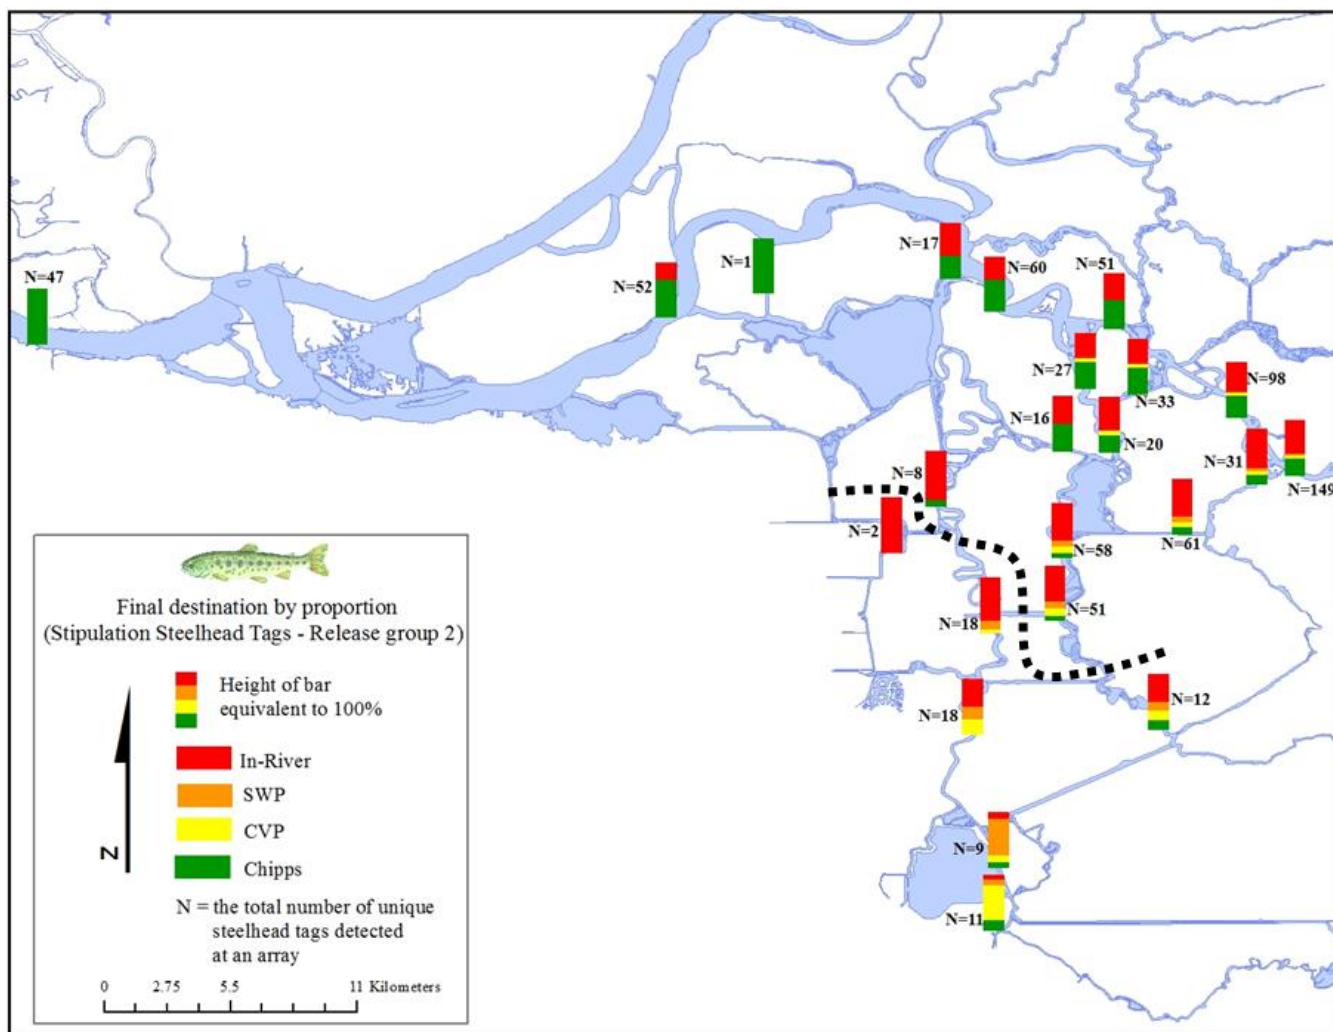 N=47
N=52
N=1
N=17
N=60
N=51
N=27
N=33
N=98
N=16
N=20
N=31
N=149
N=8
N=2
N=58
N=61
N=18
N=51
N=18
N=12
N=9
N=11
Final destination by proportion
(Stipulation Steelhead Tags - Release group 2)
Height of bar
equivalent to 100%
In-River
SWP
CVP
Chipps
N
N = the total number of unique
steelhead tags detected
at an array
0 2.75 5.5 11 Kilometers